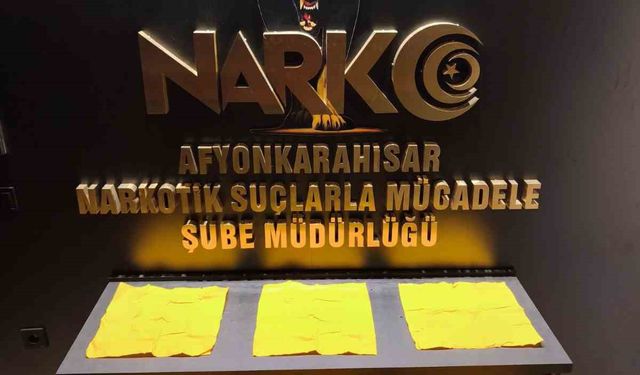 NARKO
AFYONKARAHİSAR
NARKOTİK SUÇLARLA MÜCADELE
ŞUBE MÜDÜRLÜĞÜ